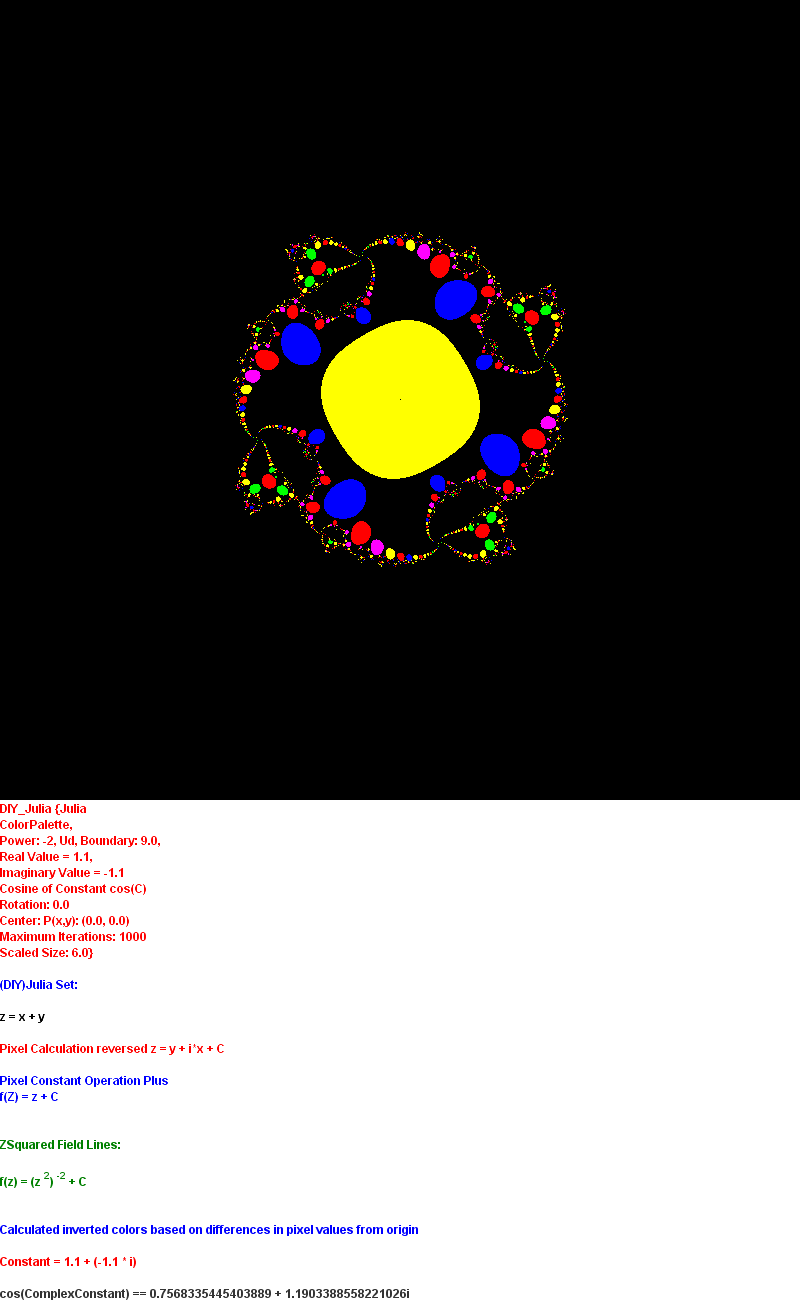 DIY_Julia {Julia
ColorPalette,
Power: -2, Ud, Boundary: 9.0,
Real Value = 1.1,
Imaginary Value = -1.1
Cosine of Constant cos(C)
Rotation: 0.0
Center: P(x,y): (0.0, 0.0)
Maximum Iterations: 1000
Scaled Size: 6.0}
(DIY)Julia Set:
z = x + y
Pixel Calculation reversed z = y + i*x + C
Pixel Constant Operation Plus
f(Z) = z + C
ZSquared Field Lines:
f(z) = (z ²) ⁻² + C
Calculated inverted colors based on differences in pixel values from origin
Constant = 1.1 + (-1.1 * i)
cos(ComplexConstant) == 0.7568335445403889 + 1.1903388558221026i